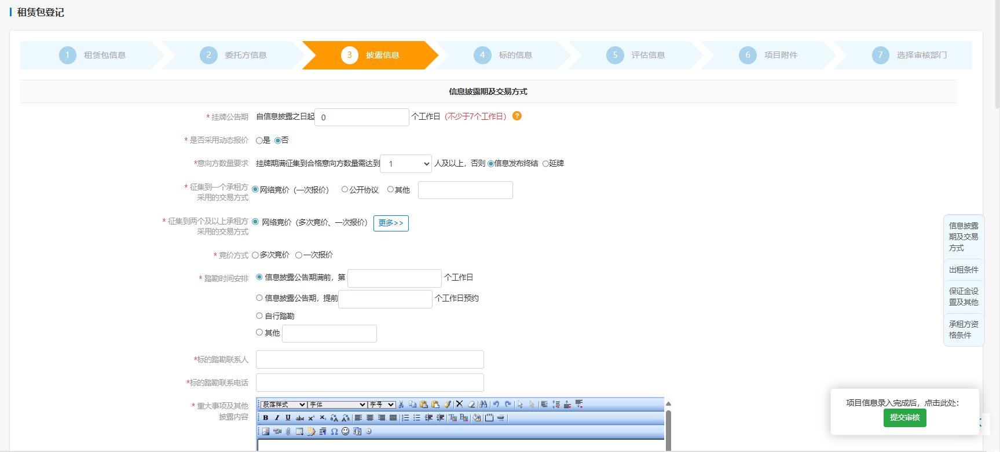 租赁包登记
1 租赁包信息 2 委托方信息 3 披露信息 4 标的信息 5 评估信息 6 项目附件 7 选择审核部门
信息披露期及交易方式
* 挂牌公告期 自信息披露之日起 0 个工作日 (不少于7个工作日) ?
* 是否采用动态报价 是 否
*意向方数量要求 挂牌期满征集到合格意向方数量需达到 1 人及以上，否则 信息发布终结 延牌
* 征集到一个承租方
采用的交易方式 网络竞价（一次报价） 公开协议 其他
* 征集到两个及以上承租方
采用的交易方式 网络竞价（多次竞价、一次报价） 更多>>
* 竞价方式 多次竞价 一次报价
* 踏勘时间安排 信息披露公告期满前，第 个工作日
信息披露公告期，提前 个工作日预约
自行踏勘
其他
*标的踏勘联系人
*标的踏勘联系电话
* 重大事项及其他
披露内容
段落样式 字体 字号
信息披露
期及交易
方式
出租条件
保证金设
置及其他
承租方资
格条件
项目信息录入完成后，点击此处：
提交审核